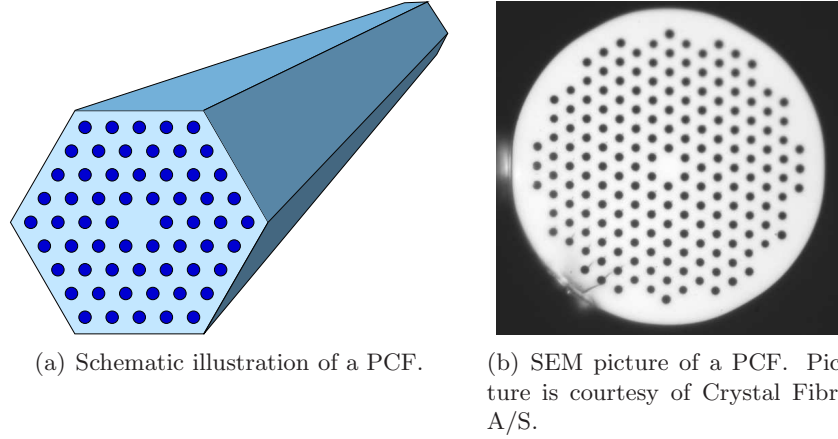 (a) Schematic illustration of a PCF.
(b) SEM picture of a PCF. Pic
ture is courtesy of Crystal Fibr
A/S.